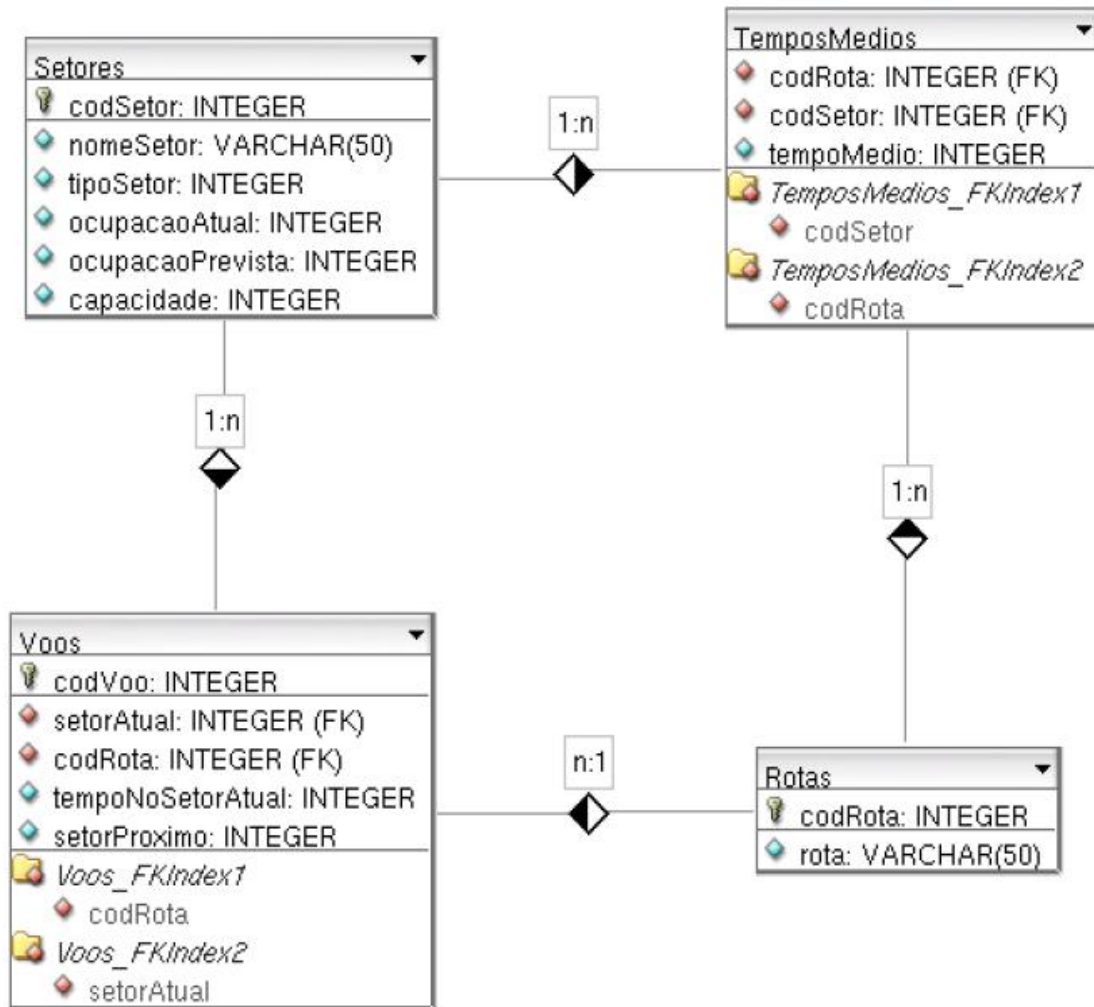 Setores
codSetor: INTEGER
nomeSetor: VARCHAR(50)
tipoSetor: INTEGER
ocupacaoAtual: INTEGER
ocupacaoPrevista: INTEGER
capacidade: INTEGER
1:n
TemposMedios
codRota: INTEGER (FK)
codSetor: INTEGER (FK)
tempoMedio: INTEGER
TemposMedios_FKIndex1
codSetor
TemposMedios_FKIndex2
codRota
1:n
1:n
Voos
codVoo: INTEGER
setorAtual: INTEGER (FK)
codRota: INTEGER (FK)
tempoNoSetorAtual: INTEGER
setorProximo: INTEGER
Voos_FKIndex1
codRota
Voos_FKIndex2
setorAtual
n:1
Rotas
codRota: INTEGER
rota: VARCHAR(50)